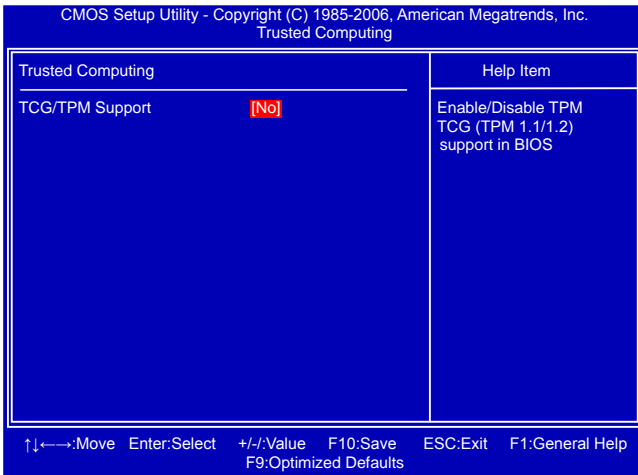 CMOS Setup Utility - Copyright (C) 1985-2006, American Megatrends, Inc.
Trusted Computing
Trusted Computing
Help Item
TCG/TPM Support [No]
Enable/Disable TPM
TCG (TPM 1.1/1.2)
support in BIOS
↑↓←→:Move Enter:Select +/-/:Value F10:Save ESC:Exit F1:General Help
F9:Optimized Defaults